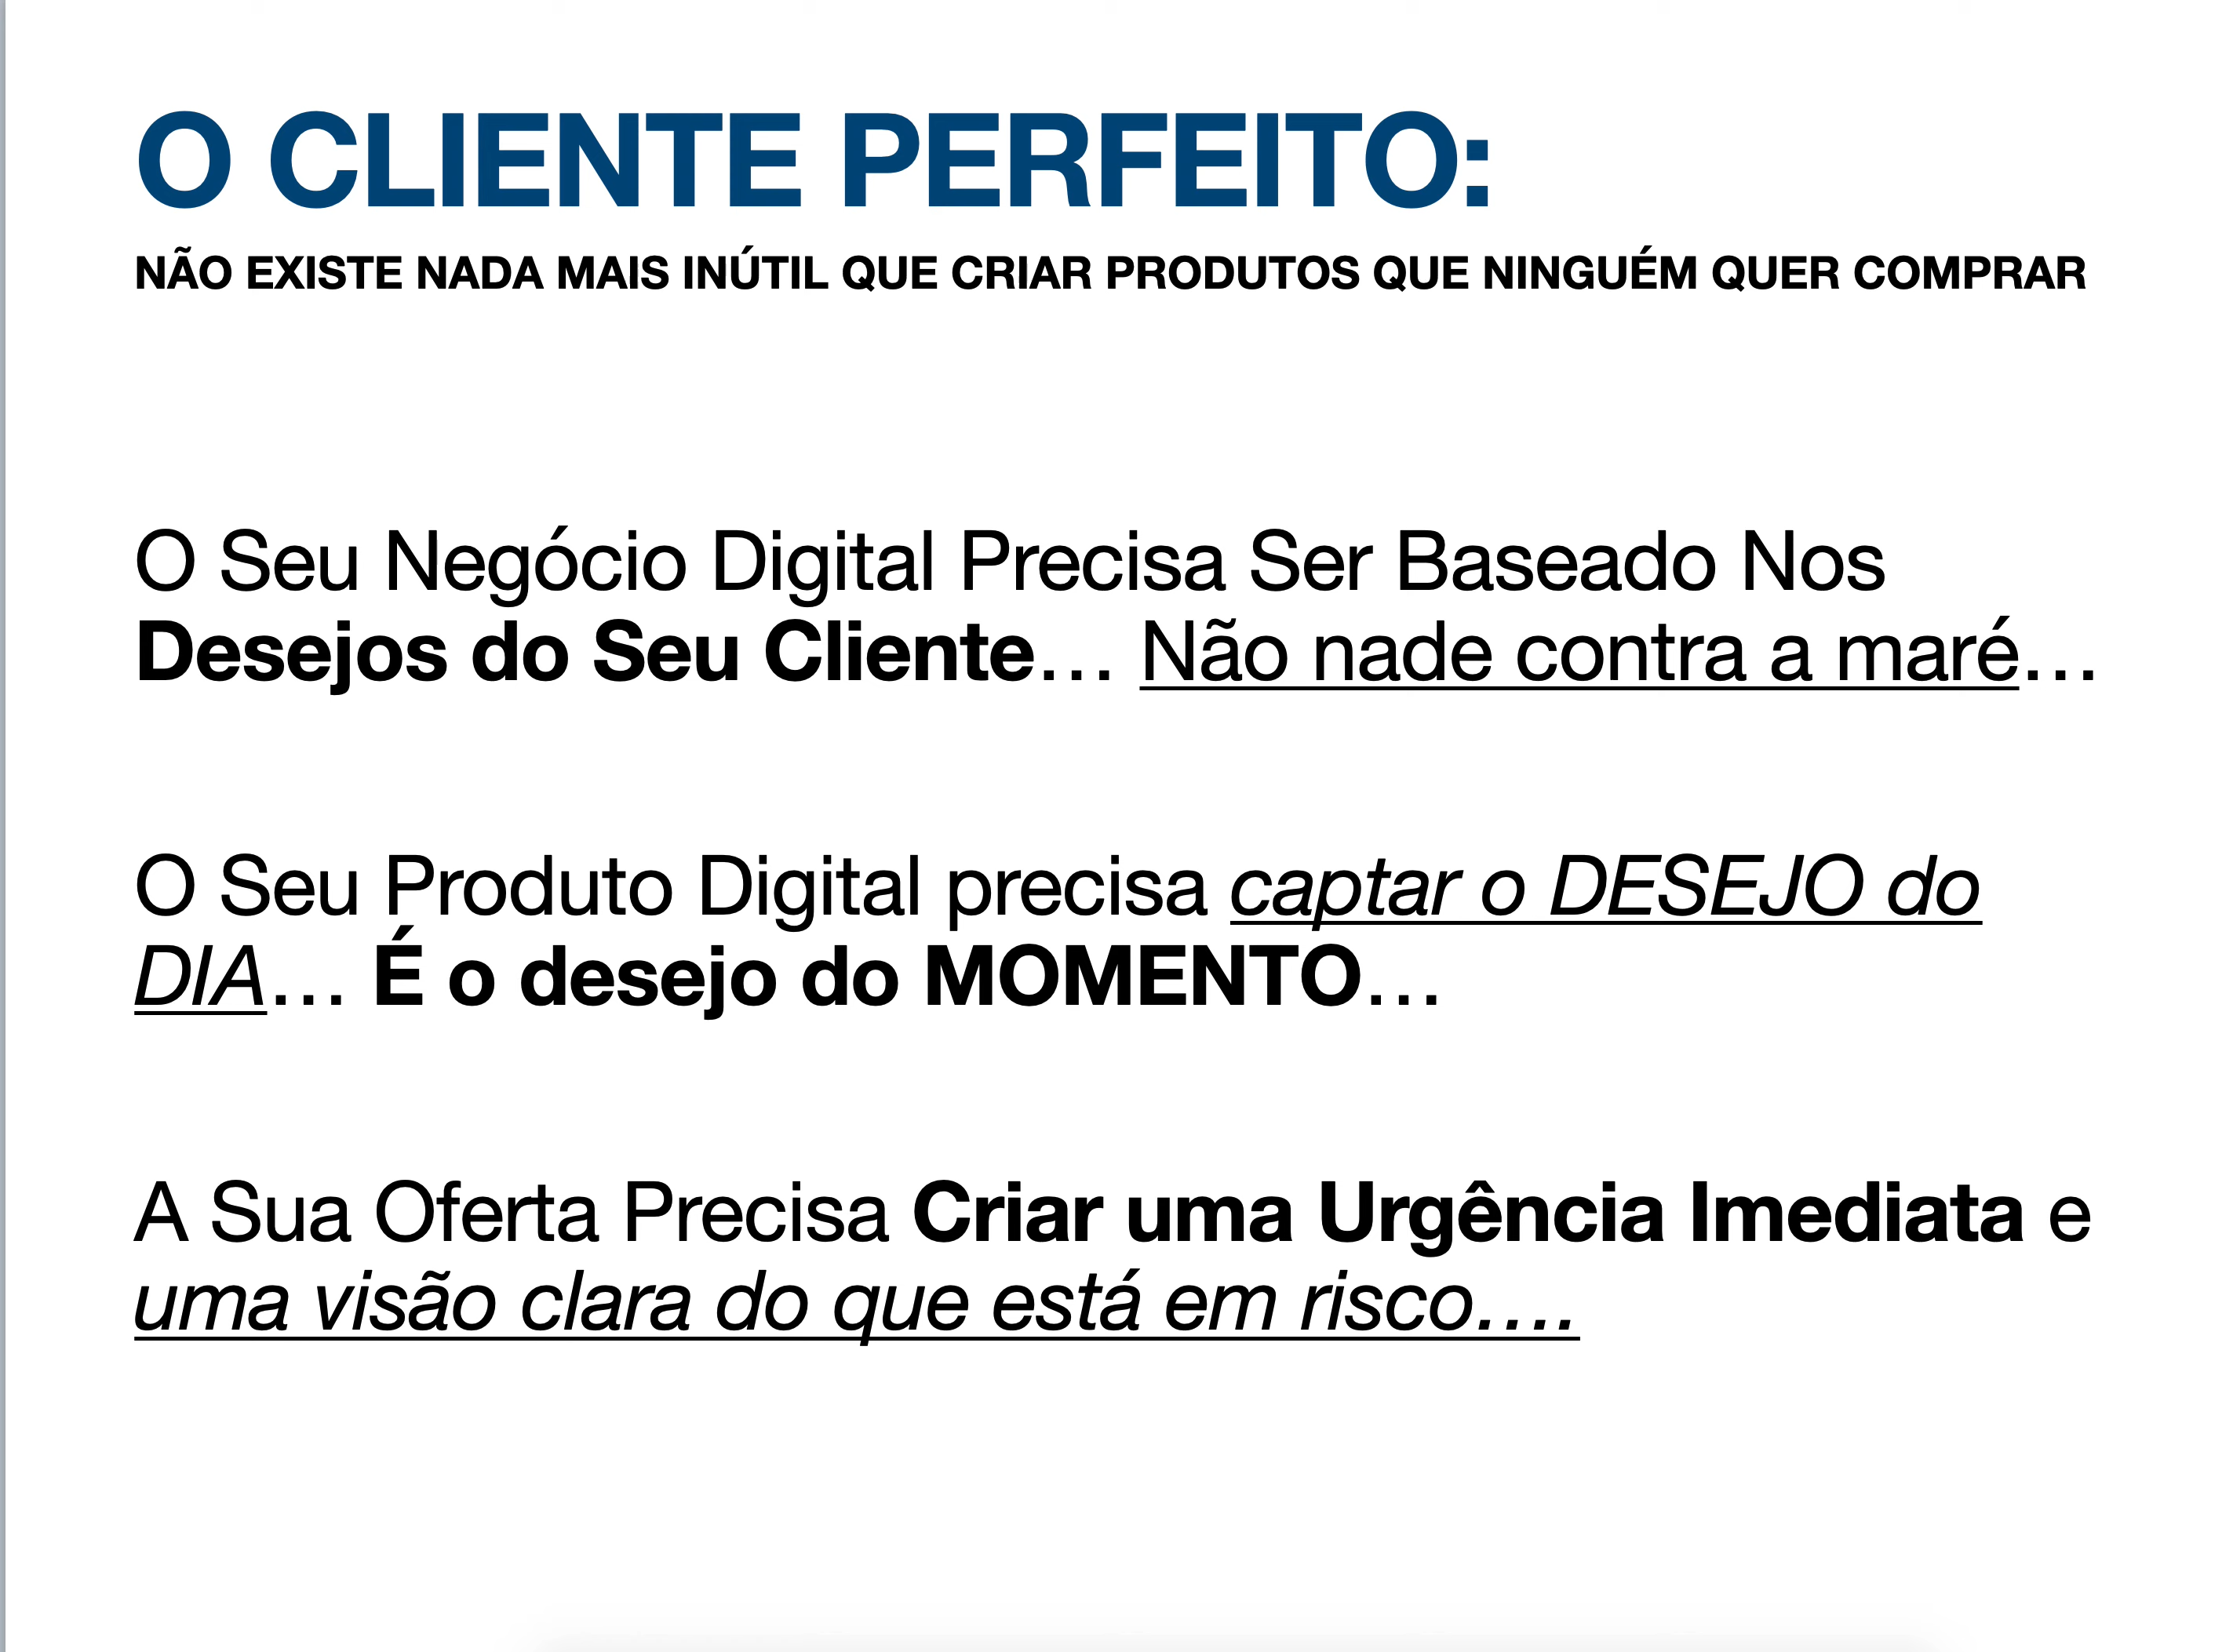 O CLIENTE PERFEITO:
NÃO EXISTE NADA MAIS INÚTIL QUE CRIAR PRODUTOS QUE NINGUÉM QUER COMPRAR
O Seu Negócio Digital Precisa Ser Baseado Nos
Desejos do Seu Cliente… Não nade contra a maré…
O Seu Produto Digital precisa captar o DESEJO do
DIA… É o desejo do MOMENTO…
A Sua Oferta Precisa Criar uma Urgência Imediata e
uma visão clara do que está em risco….